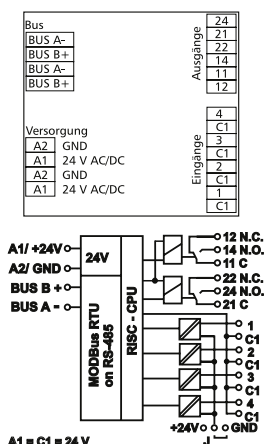 Bus
BUS A-
BUS B+
BUS A-
BUS B+
Ausgänge
24
21
22
14
11
12
Versorgung
A2 GND
A1 24 V AC/DC
A2 GND
A1 24 V AC/DC
Eingänge
4
C1
3
C1
2
C1
1
C1
A1/ +24V
A2/ GND
BUS B +
BUS A -
24V
MODBus RTU
on RS-485
RISC - CPU
12 N.C.
14 N.O.
11 C
22 N.C.
24 N.O.
21 C
1
C1
2
C1
3
C1
4
C1
+24V
GND
A1 = C1 = 24 V